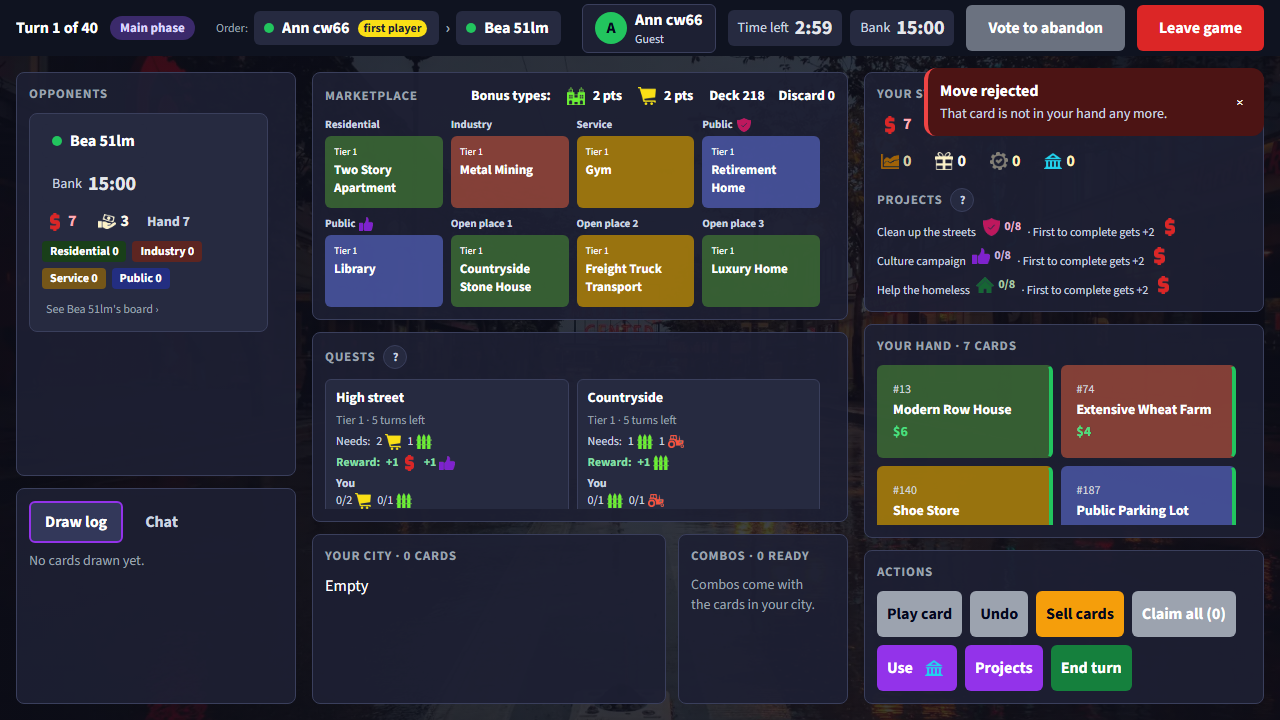 Turn 1 of 40 Main phase Order: Ann cw66 first player › Bea 51lm A Ann cw66 Guest Time left 2:59 Bank 15:00 Vote to abandon Leave game
OPPONENTS
Bea 51lm
Bank 15:00
7 3 Hand 7
Residential 0 Industry 0
Service 0 Public 0
See Bea 51lm's board ›
Draw log Chat
No cards drawn yet.
MARKETPLACE Bonus types: 2 pts 2 pts Deck 218 Discard 0
Residential Industry Service Public
Tier 1 Tier 1 Tier 1 Tier 1
Two Story Apartment Metal Mining Gym Retirement Home
Public Open place 1 Open place 2 Open place 3
Tier 1 Tier 1 Tier 1 Tier 1
Library Countryside Stone House Freight Truck Transport Luxury Home
QUESTS ?
High street
Tier 1 · 5 turns left
Needs: 2 1
Reward: +1 +1
You
0/2 0/1
Countryside
Tier 1 · 5 turns left
Needs: 1 1
Reward: +1
You
0/1 0/1
YOUR CITY · 0 CARDS
Empty
COMBOS · 0 READY
Combos come with
the cards in your city.
YOUR S
Move rejected
That card is not in your hand any more.
×
7
0 0 0 0
PROJECTS ?
Clean up the streets 0/8 · First to complete gets +2
Culture campaign 0/8 · First to complete gets +2
Help the homeless 0/8 · First to complete gets +2
YOUR HAND · 7 CARDS
#13
Modern Row House
$6
#74
Extensive Wheat Farm
$4
#140
Shoe Store
#187
Public Parking Lot
ACTIONS
Play card Undo Sell cards Claim all (0)
Use Projects End turn